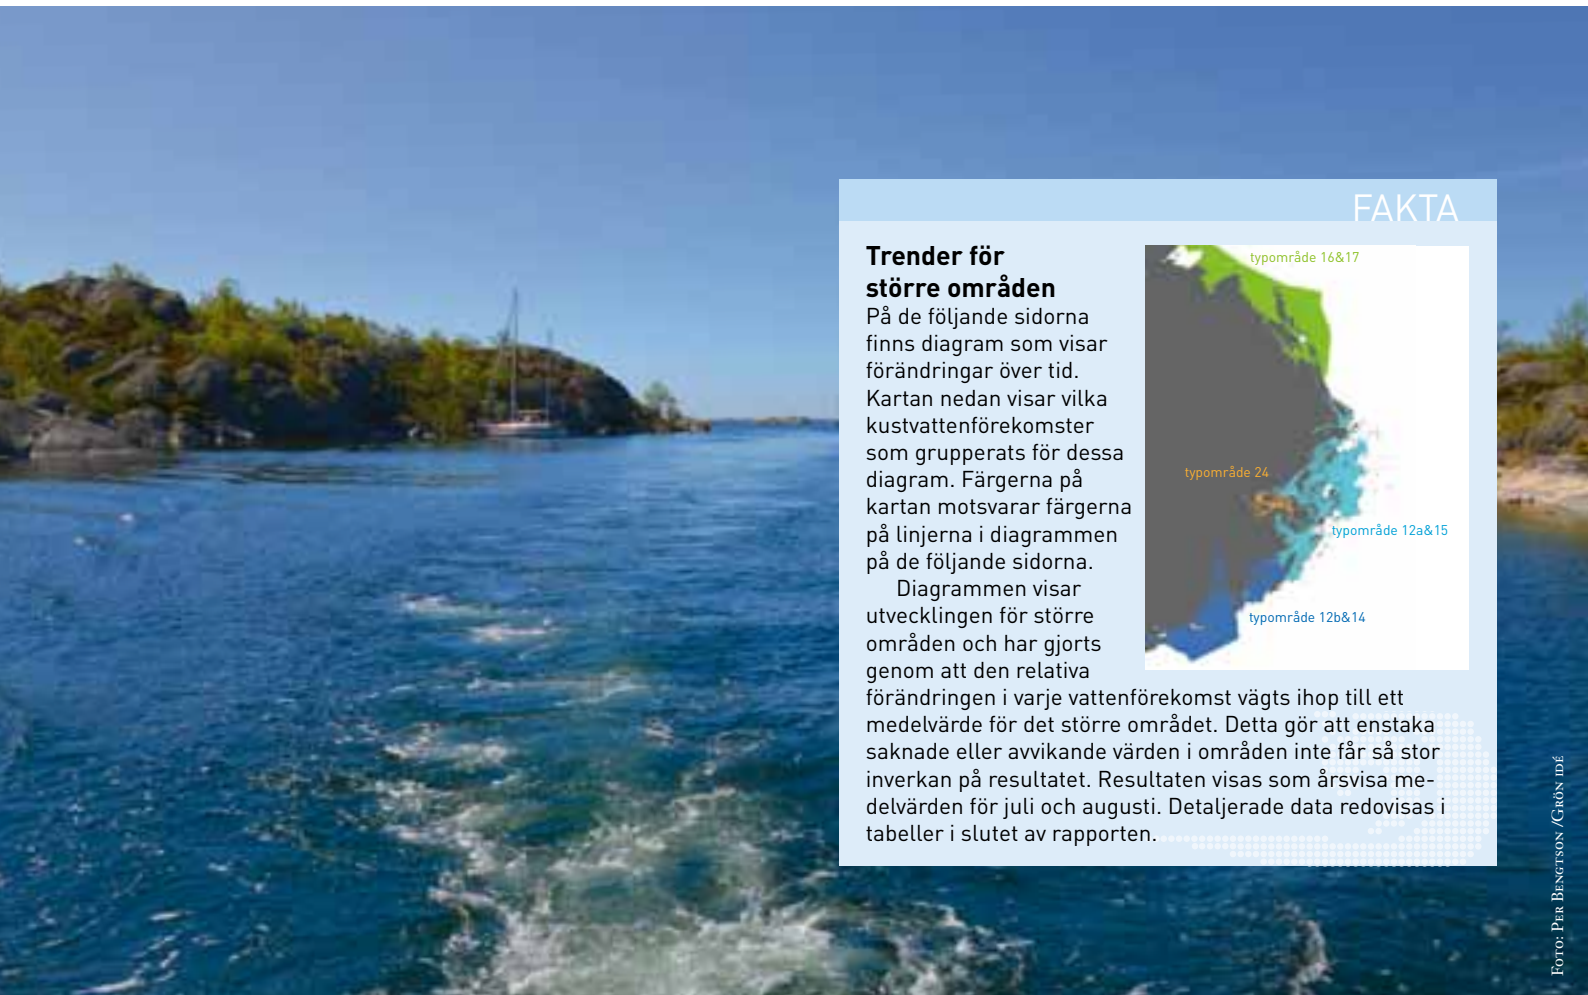 FAKTA
Trender för
större områden
På de följande sidorna
finns diagram som visar
förändringar över tid.
Kartan nedan visar vilka
kustvattenförekomster
som grupperats för dessa
diagram. Färgerna på
kartan motsvarar färgerna
på linjerna i diagrammen
på de följande sidorna.
Diagrammen visar
utvecklingen för större
områden och har gjorts
genom att den relativa
förändringen i varje vattenförekomst vägts ihop till ett
medelvärde för det större området. Detta gör att enstaka
saknade eller avvikande värden i områden inte får så stor
inverkan på resultatet. Resultaten visas som årsvisa me-
delvärden för juli och augusti. Detaljerade data redovisas i
tabeller i slutet av rapporten.
typområde 16&17
typområde 24
typområde 12a&15
typområde 12b&14
Foto: Per Bengtson /Grön idé